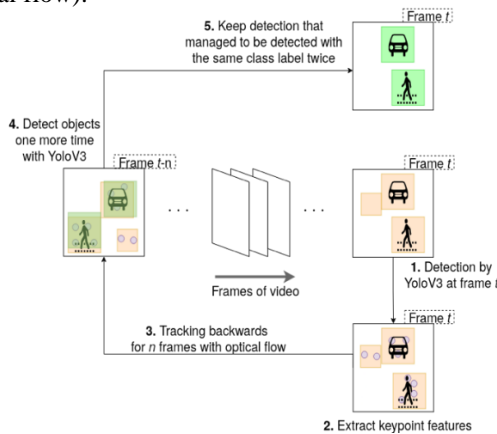 al flow).
5. Keep detection that
managed to be detected with
the same class label twice
Frame t
4. Detect objects
one more time
with YoloV3
Frame t-n
. . .
. . .
Frame t
Frames of video
1. Detection by
YoloV3 at frame t
Frame t
3. Tracking backwards
for n frames with optical flow
2. Extract keypoint features